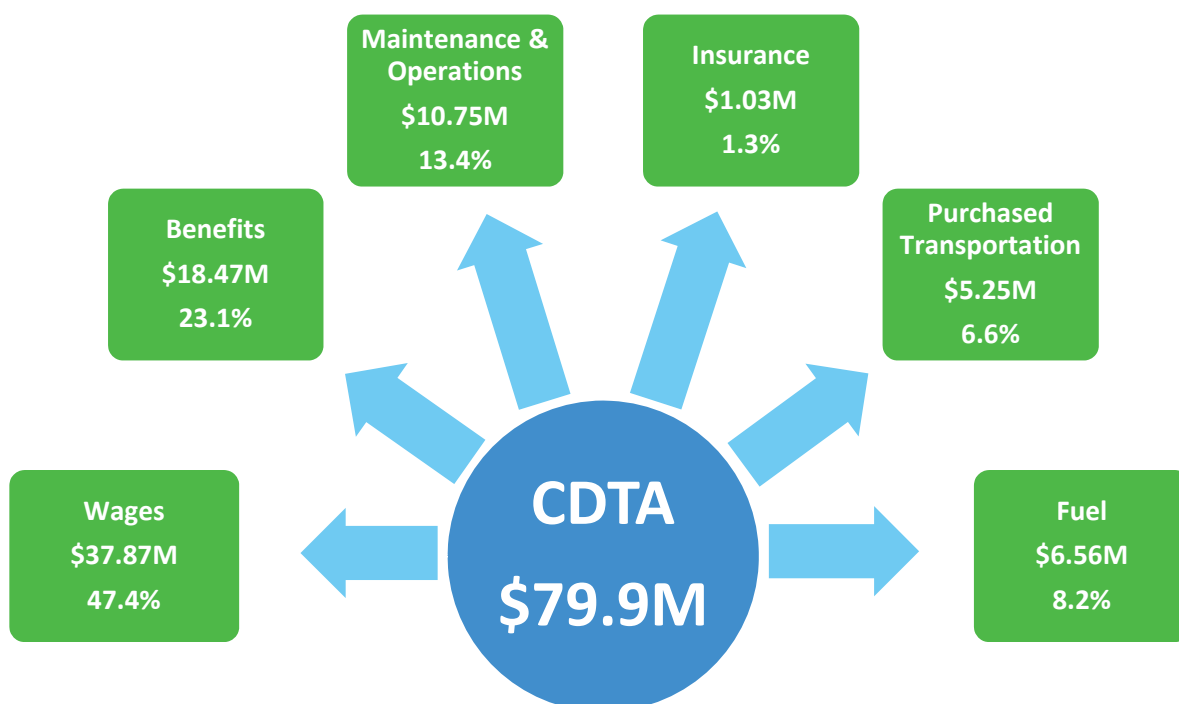 Maintenance &
Operations
$10.75M
13.4%
Insurance
$1.03M
1.3%
Benefits
$18.47M
23.1%
Purchased
Transportation
$5.25M
6.6%
Wages
$37.87M
47.4%
CDTA
$79.9M
Fuel
$6.56M
8.2%